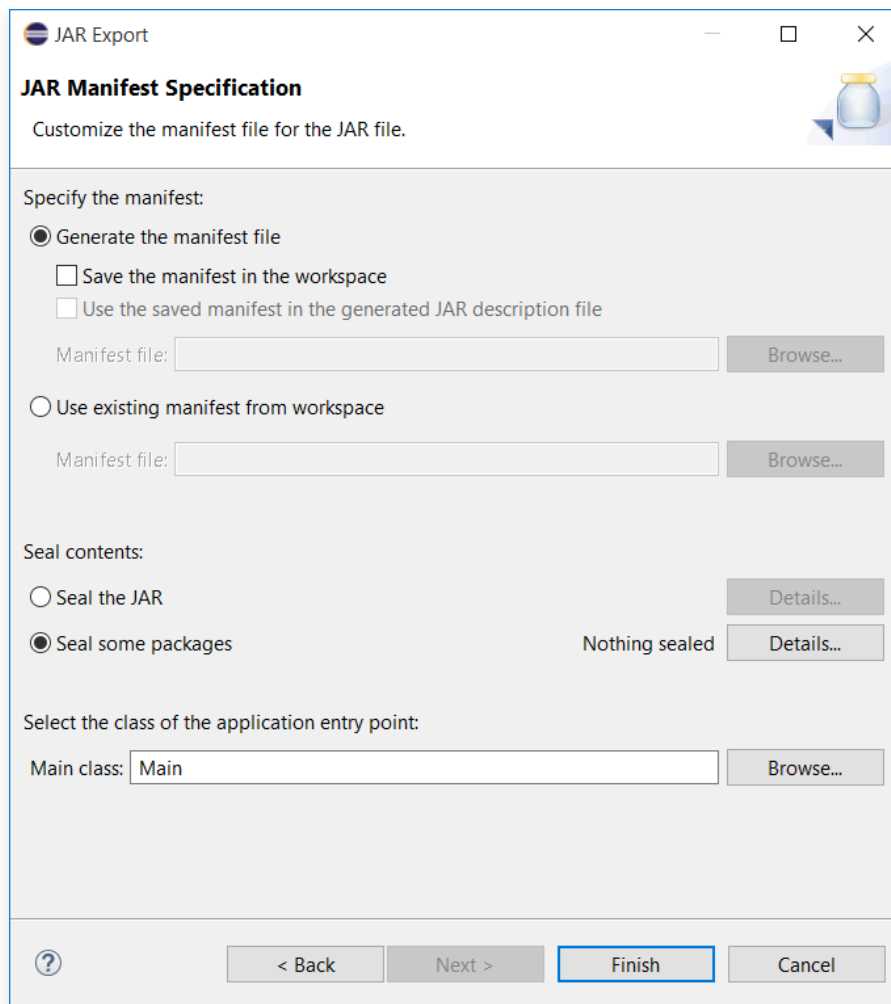 JAR Export
JAR Manifest Specification
Customize the manifest file for the JAR file.
Specify the manifest:
Generate the manifest file
Save the manifest in the workspace
Use the saved manifest in the generated JAR description file
Manifest file: Browse...
Use existing manifest from workspace
Manifest file: Browse...
Seal contents:
Seal the JAR Details...
Seal some packages Nothing sealed Details...
Select the class of the application entry point:
Main class: Main Browse...
? < Back Next > Finish Cancel